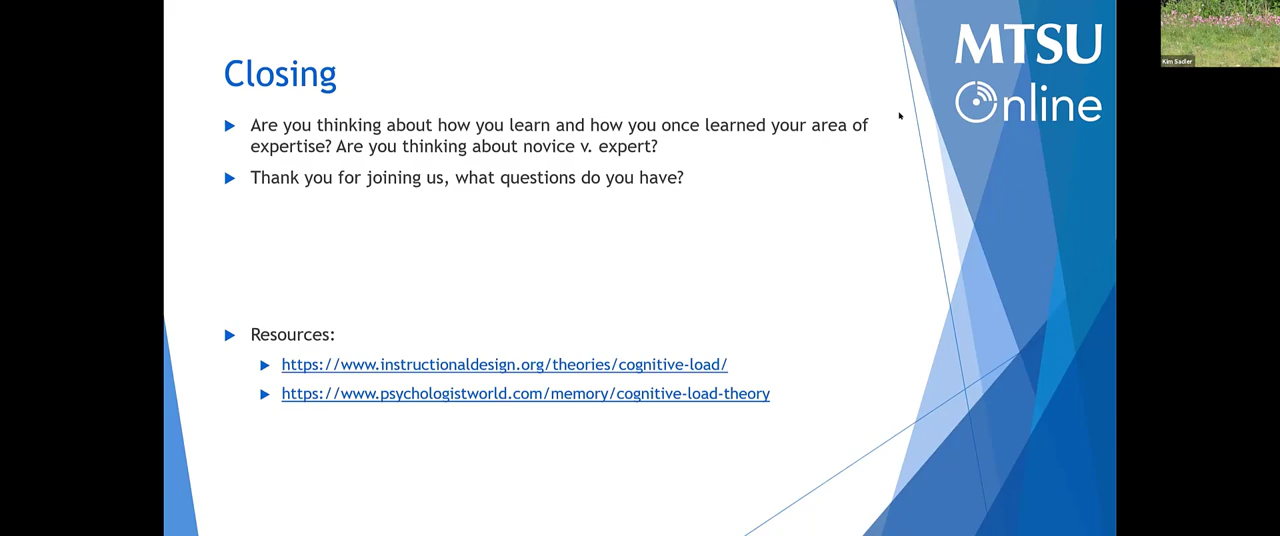 MTSU
Online
Kim Sadler
Closing
Are you thinking about how you learn and how you once learned your area of
expertise? Are you thinking about novice v. expert?
Thank you for joining us, what questions do you have?
Resources:
https://www.instructionaldesign.org/theories/cognitive-load/
https://www.psychologistworld.com/memory/cognitive-load-theory